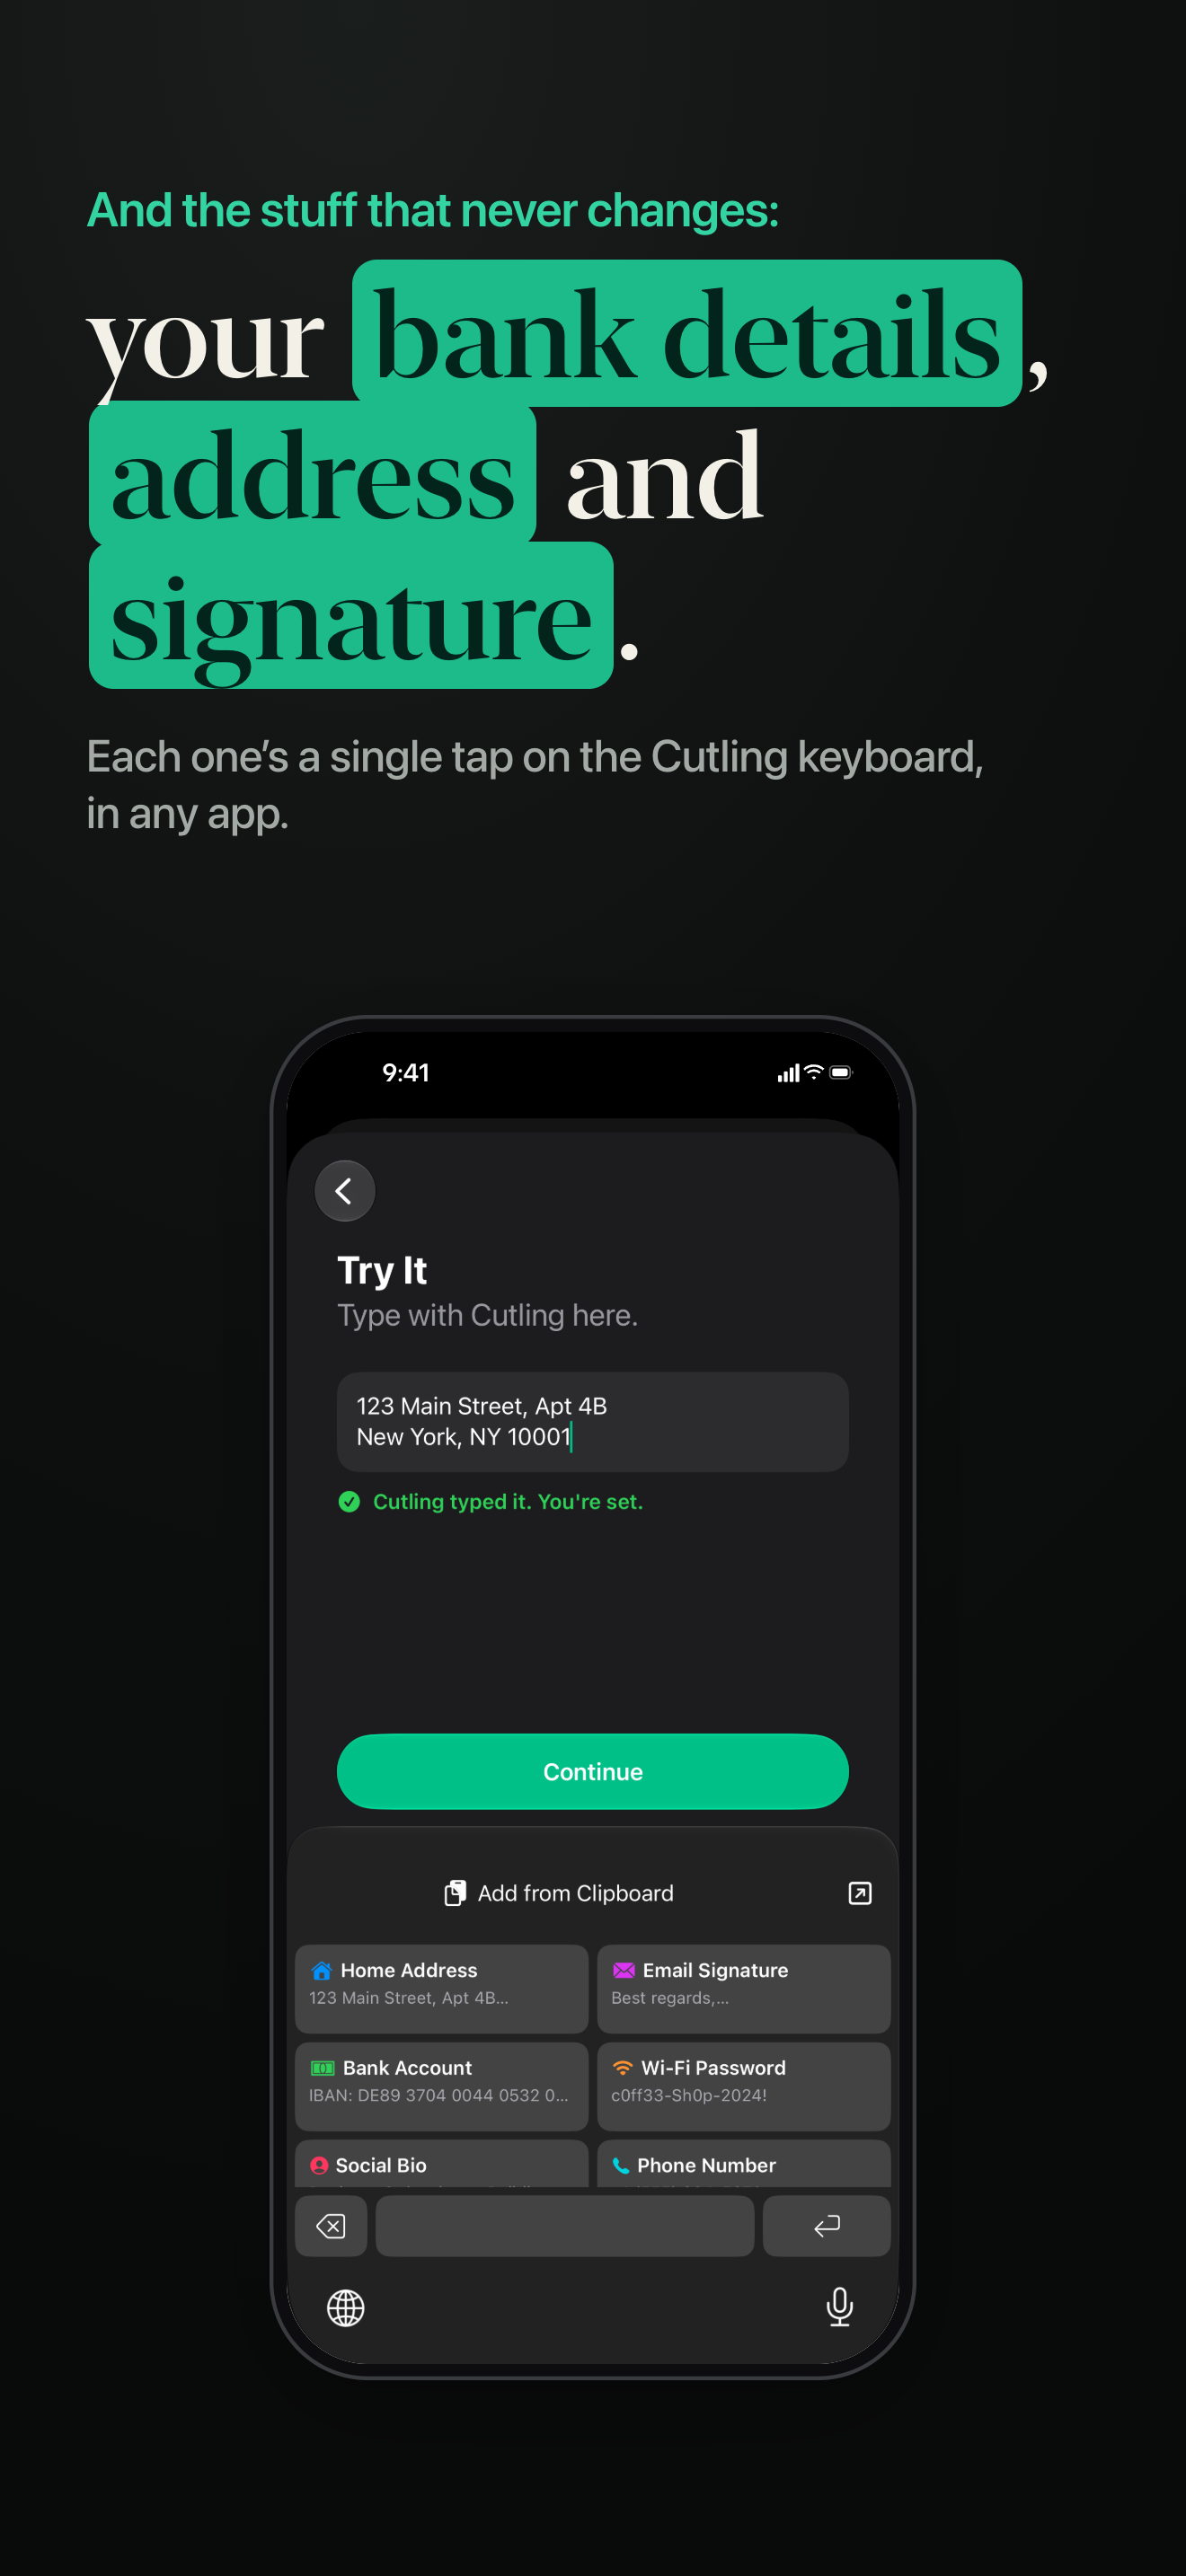 And the stuff that never changes:
your bank details,
address and
signature.
Each one’s a single tap on the Cutling keyboard,
in any app.
9:41
Try It
Type with Cutling here.
123 Main Street, Apt 4B
New York, NY 10001
Cutling typed it. You're set.
Continue
Add from Clipboard
Home Address
123 Main Street, Apt 4B...
Email Signature
Best regards,...
Bank Account
IBAN: DE89 3704 0044 0532 0...
Wi-Fi Password
c0ff33-Sh0p-2024!
Social Bio
Phone Number